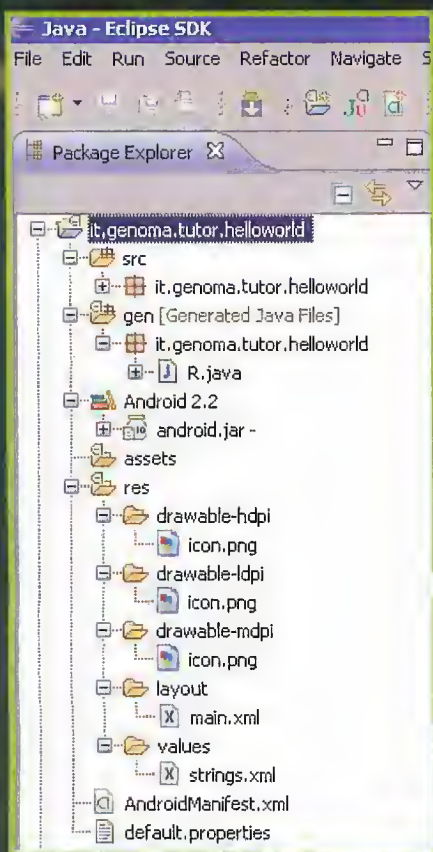 Java - Eclipse SDK
File Edit Run Source Refactor Navigate S
Package Explorer
it.genoma.tutor.helloworld
src
it.genoma.tutor.helloworld
gen [Generated Java Files]
it.genoma.tutor.helloworld
R.java
Android 2.2
android.jar -
assets
res
drawable-hdpi
icon.png
drawable-ldpi
icon.png
drawable-mdpi
icon.png
layout
main.xml
values
strings.xml
AndroidManifest.xml
default.properties